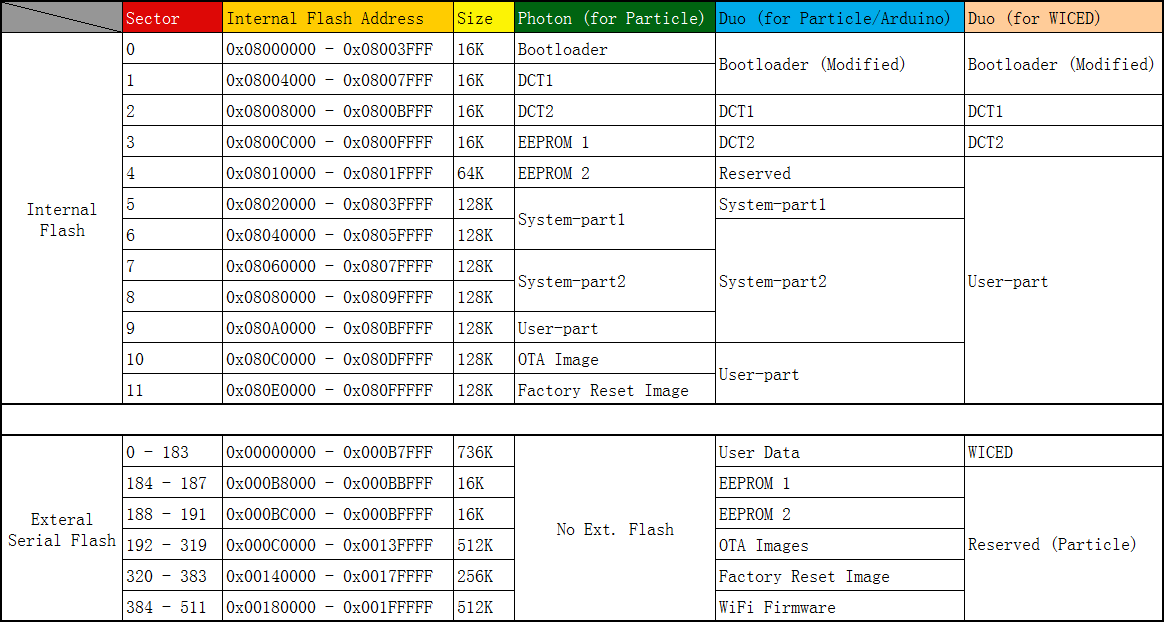 Sector Internal Flash Address Size Photon (for Particle) Duo (for Particle/Arduino) Duo (for WICED)
0 0x08000000 - 0x08003FFF 16K Bootloader
Bootloader (Modified) Bootloader (Modified)
1 0x08004000 - 0x08007FFF 16K DCT1
2 0x08008000 - 0x0800BFFF 16K DCT2 DCT1 DCT1
3 0x0800C000 - 0x0800FFFF 16K EEPROM 1 DCT2 DCT2
4 0x08010000 - 0x0801FFFF 64K EEPROM 2 Reserved
5 0x08020000 - 0x0803FFFF 128K System-part1
Internal
Flash
System-part1
6 0x08040000 - 0x0805FFFF 128K
7 0x08060000 - 0x0807FFFF 128K
System-part2 System-part2 User-part
8 0x08080000 - 0x0809FFFF 128K
9 0x080A0000 - 0x080BFFFF 128K User-part
10 0x080C0000 - 0x080DFFFF 128K OTA Image
User-part
11 0x080E0000 - 0x080FFFFF 128K Factory Reset Image
0 - 183 0x00000000 - 0x000B7FFF 736K User Data WICED
184 - 187 0x000B8000 - 0x000BBFFF 16K EEPROM 1
188 - 191 0x000BC000 - 0x000BFFFF 16K EEPROM 2
Exteral
Serial Flash
No Ext. Flash
192 - 319 0x000C0000 - 0x0013FFFF 512K OTA Images Reserved (Particle)
320 - 383 0x00140000 - 0x0017FFFF 256K Factory Reset Image
384 - 511 0x00180000 - 0x001FFFFF 512K WiFi Firmware